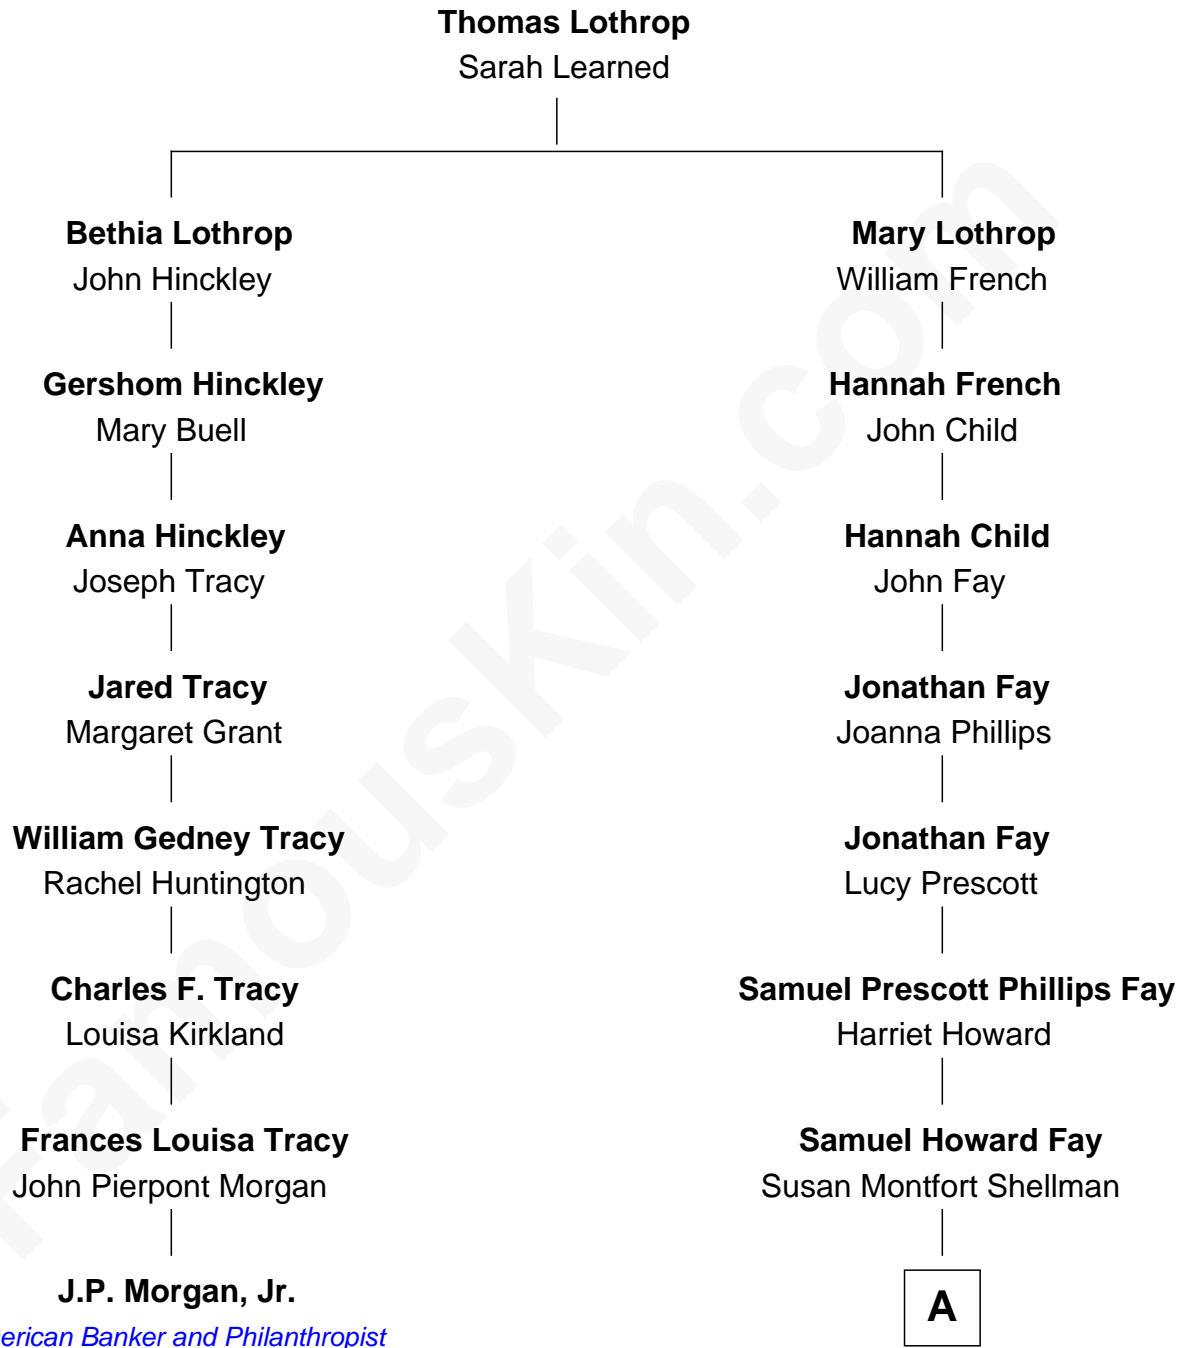 Thomas Lothrop
Sarah Learned
Bethia Lothrop
John Hinckley
Mary Lothrop
William French
Gershom Hinckley
Mary Buell
Hannah French
John Child
Anna Hinckley
Joseph Tracy
Hannah Child
John Fay
Jared Tracy
Margaret Grant
Jonathan Fay
Joanna Phillips
William Gedney Tracy
Rachel Huntington
Jonathan Fay
Lucy Prescott
Charles F. Tracy
Louisa Kirkland
Samuel Prescott Phillips Fay
Harriet Howard
Frances Louisa Tracy
John Pierpont Morgan
Samuel Howard Fay
Susan Montfort Shellman
J.P. Morgan, Jr.
erican Banker and Philanthropist
A
FamousKin.com